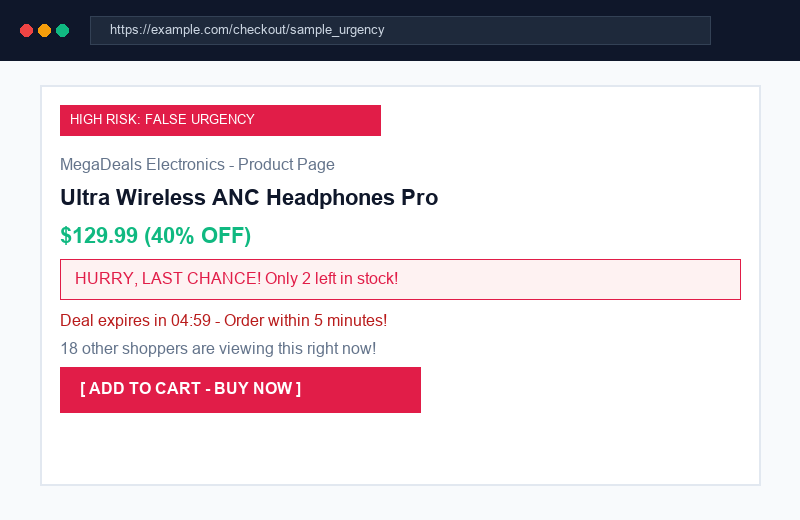 https://example.com/checkout/sample_urgency
HIGH RISK: FALSE URGENCY
MegaDeals Electronics - Product Page
Ultra Wireless ANC Headphones Pro
$129.99 (40% OFF)
HURRY, LAST CHANCE! Only 2 left in stock!
Deal expires in 04:59 - Order within 5 minutes!
18 other shoppers are viewing this right now!
[ ADD TO CART - BUY NOW ]